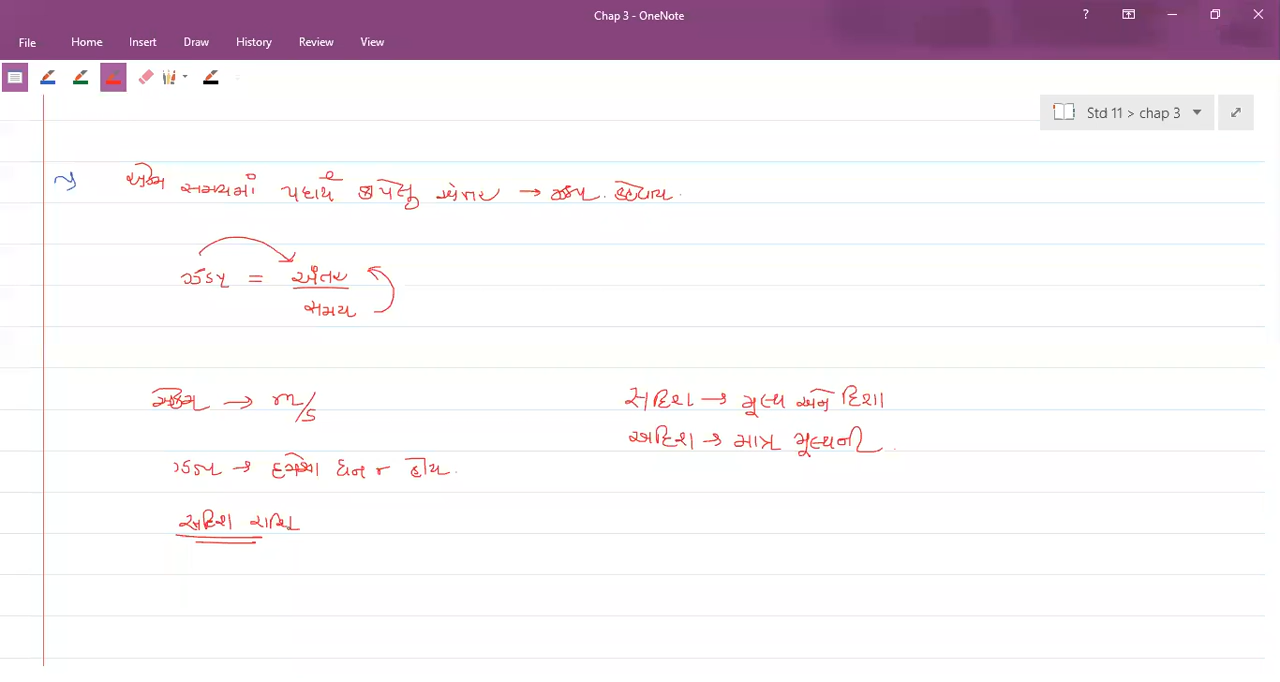 Chap 3 - OneNote
?
File Home Insert Draw History Review View
Std 11 > chap 3
એકમ સમયમાં પદાર્થે કાપેલુ અંતર → ઝડપ કહેવાય.
ઝડપ = અંતર / સમય
એકમ → m/s
ઝડપ → હંમેશા ધન જ હોય.
અદિશ રાશિ
સદિશ → મૂલ્ય અને દિશા
અદિશ → માત્ર મૂલ્યની